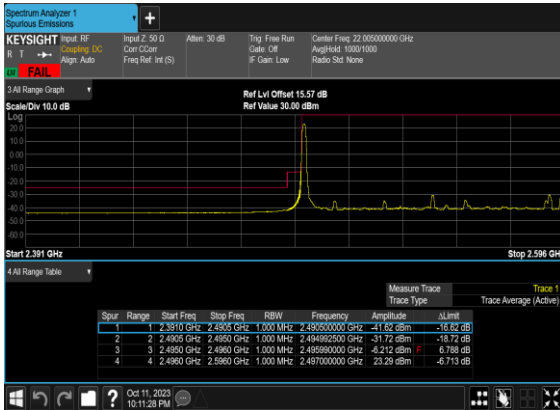 Spectrum Analyzer 1
Spurious Emissions
+
KEYSIGHT Input: RF Input Z: 50 Ω Atten: 30 dB Trig: Free Run Center Freq: 22.005000000 GHz
R T Coupling: DC Corr CCorr Gate: Off Avg|Hold: 1000/1000
Align: Auto Freq Ref: Int (S) IF Gain: Low Radio Std: None
FAIL
3 All Range Graph
Ref Lvl Offset 15.57 dB
Scale/Div 10.0 dB Ref Value 30.00 dBm
Log
20.0
10.0
0.00
-10.0
-20.0
-30.0
-40.0
-50.0
-60.0
Start 2.391 GHz Stop 2.596 GH
4 All Range Table
Measure Trace Trace 1
Trace Type Trace Average (Active)
Spur Range Start Freq Stop Freq RBW Frequency Amplitude ΔLimit
1 1 2.3910 GHz 2.4905 GHz 1.000 MHz 2.490500000 GHz -41.62 dBm -16.62 dB
2 2 2.4905 GHz 2.4950 GHz 1.000 MHz 2.494992500 GHz -31.72 dBm -18.72 dB
3 3 2.4950 GHz 2.4960 GHz 1.000 MHz 2.495990000 GHz -6.212 dBm F 6.788 dB
4 4 2.4960 GHz 2.5960 GHz 1.000 MHz 2.497000000 GHz 23.29 dBm -6.713 dB
? Oct 11, 2023
10:11:28 PM